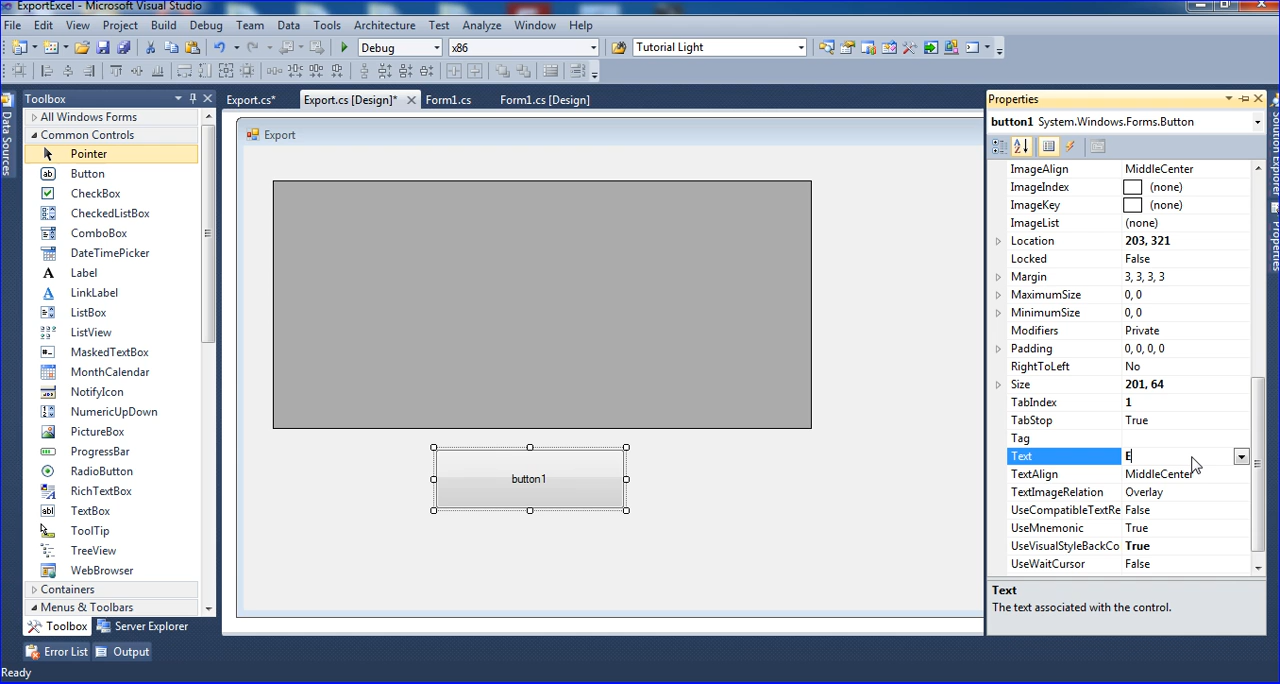 ExportExcel - Microsoft Visual Studio
File Edit View Project Build Debug Team Data Tools Architecture Test Analyze Window Help
Debug x86 Tutorial Light
Data Sources
Toolbox
All Windows Forms
Common Controls
Pointer
Button
CheckBox
CheckedListBox
ComboBox
DateTimePicker
Label
LinkLabel
ListBox
ListView
MaskedTextBox
MonthCalendar
NotifyIcon
NumericUpDown
PictureBox
ProgressBar
RadioButton
RichTextBox
TextBox
ToolTip
TreeView
WebBrowser
Containers
Menus & Toolbars
Toolbox Server Explorer
Error List Output
Ready
Export.cs* Export.cs [Design]* Form1.cs Form1.cs [Design]
Export
button1
Properties
button1 System.Windows.Forms.Button
ImageAlign MiddleCenter
ImageIndex (none)
ImageKey (none)
ImageList (none)
Location 203, 321
Locked False
Margin 3, 3, 3, 3
MaximumSize 0, 0
MinimumSize 0, 0
Modifiers Private
Padding 0, 0, 0, 0
RightToLeft No
Size 201, 64
TabIndex 1
TabStop True
Tag
Text E
TextAlign MiddleCenter
TextImageRelation Overlay
UseCompatibleTextRe False
UseMnemonic True
UseVisualStyleBackCo True
UseWaitCursor False
Text
The text associated with the control.
Solution Explorer
Properties